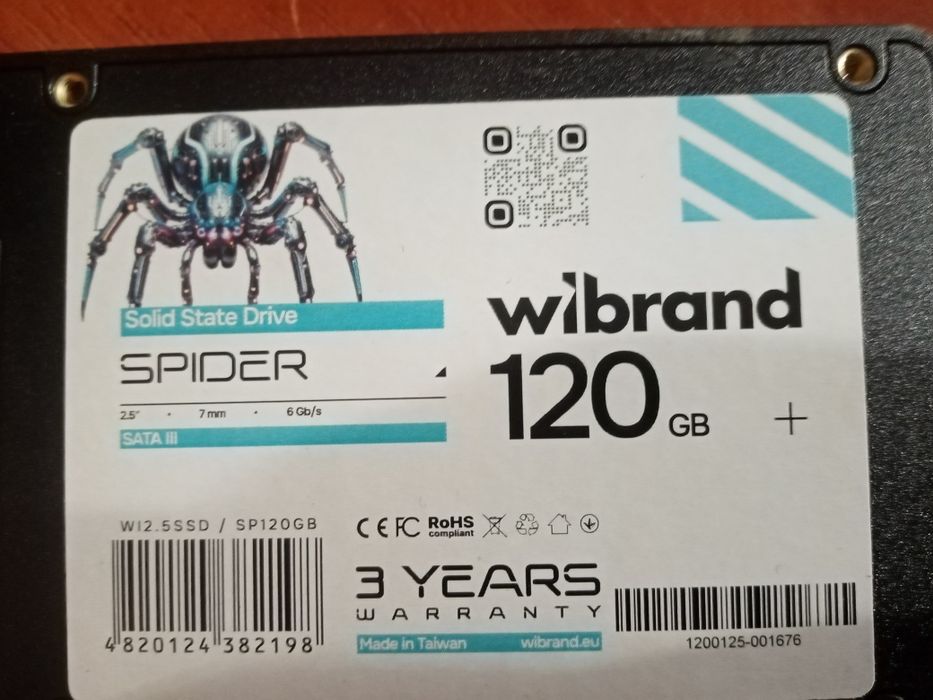 Solid State Drive
SPIDER
2.5" • 7 mm • 6 Gb/s
SATA III
wibrand
120 GB
WI2.5SSD / SP120GB
4 820124 382198
CE FC RoHS
compliant
3 YEARS
WARRANTY
Made in Taiwan wibrand.eu
1200125-001676